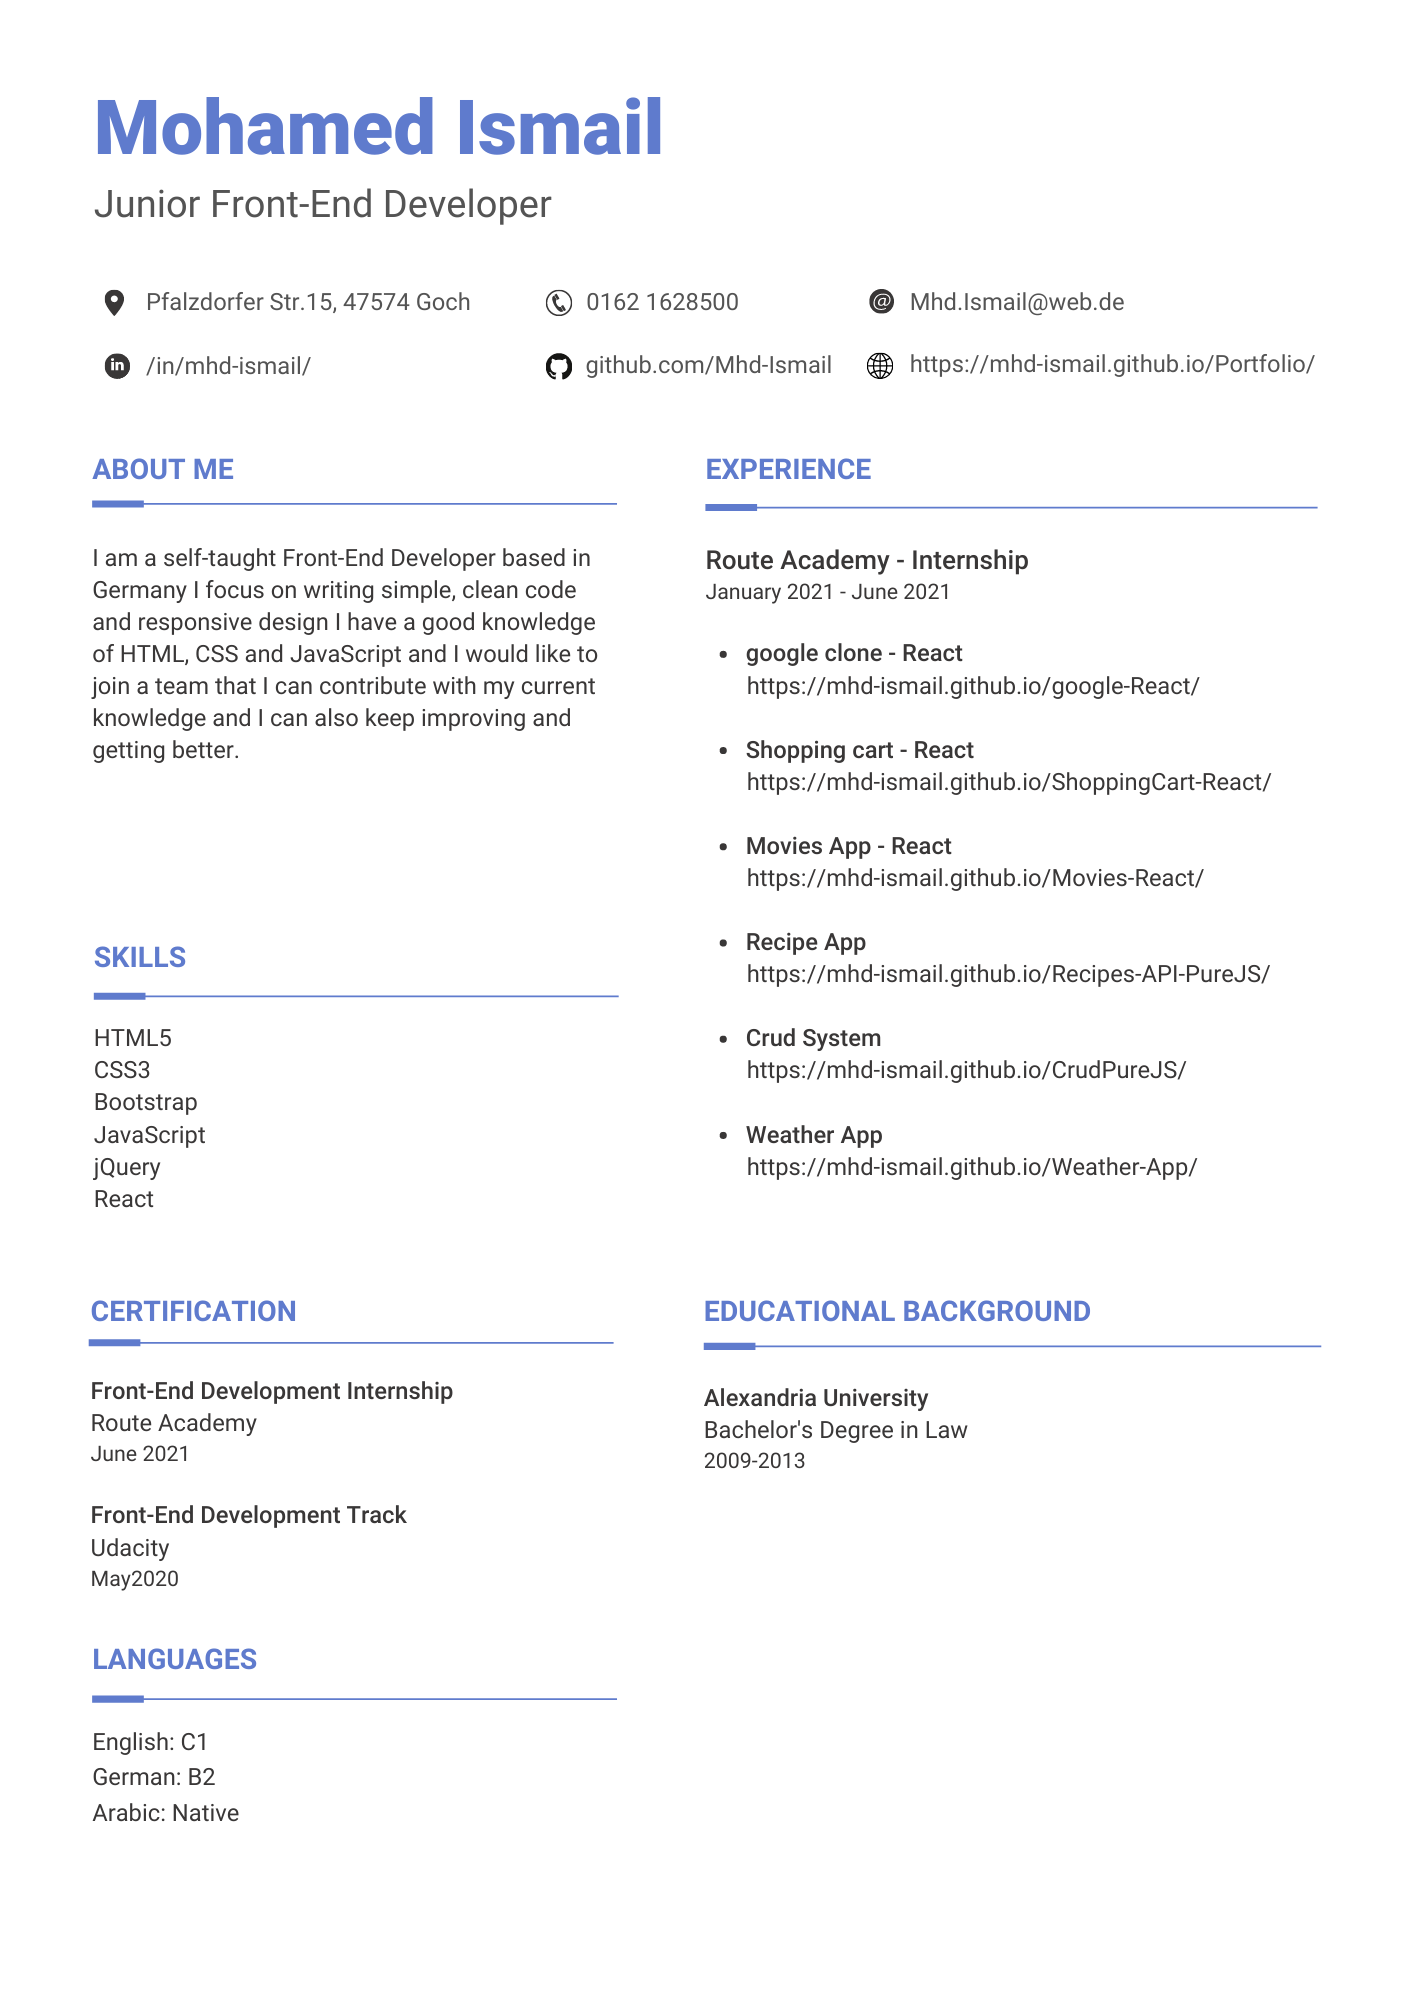 Mohamed Ismail
Junior Front-End Developer
Pfalzdorfer Str.15, 47574 Goch
0162 1628500
Mhd.Ismail@web.de
/in/mhd-ismail/
github.com/Mhd-Ismail
https://mhd-ismail.github.io/Portfolio/
ABOUT ME
I am a self-taught Front-End Developer based in
Germany I focus on writing simple, clean code
and responsive design I have a good knowledge
of HTML, CSS and JavaScript and I would like to
join a team that I can contribute with my current
knowledge and I can also keep improving and
getting better.
SKILLS
HTML5
CSS3
Bootstrap
JavaScript
jQuery
React
CERTIFICATION
Front-End Development Internship
Route Academy
June 2021
Front-End Development Track
Udacity
May2020
LANGUAGES
English: C1
German: B2
Arabic: Native
EXPERIENCE
Route Academy - Internship
January 2021 - June 2021
• google clone - React
https://mhd-ismail.github.io/google-React/
• Shopping cart - React
https://mhd-ismail.github.io/ShoppingCart-React/
• Movies App - React
https://mhd-ismail.github.io/Movies-React/
• Recipe App
https://mhd-ismail.github.io/Recipes-API-PureJS/
• Crud System
https://mhd-ismail.github.io/CrudPureJS/
• Weather App
https://mhd-ismail.github.io/Weather-App/
EDUCATIONAL BACKGROUND
Alexandria University
Bachelor's Degree in Law
2009-2013